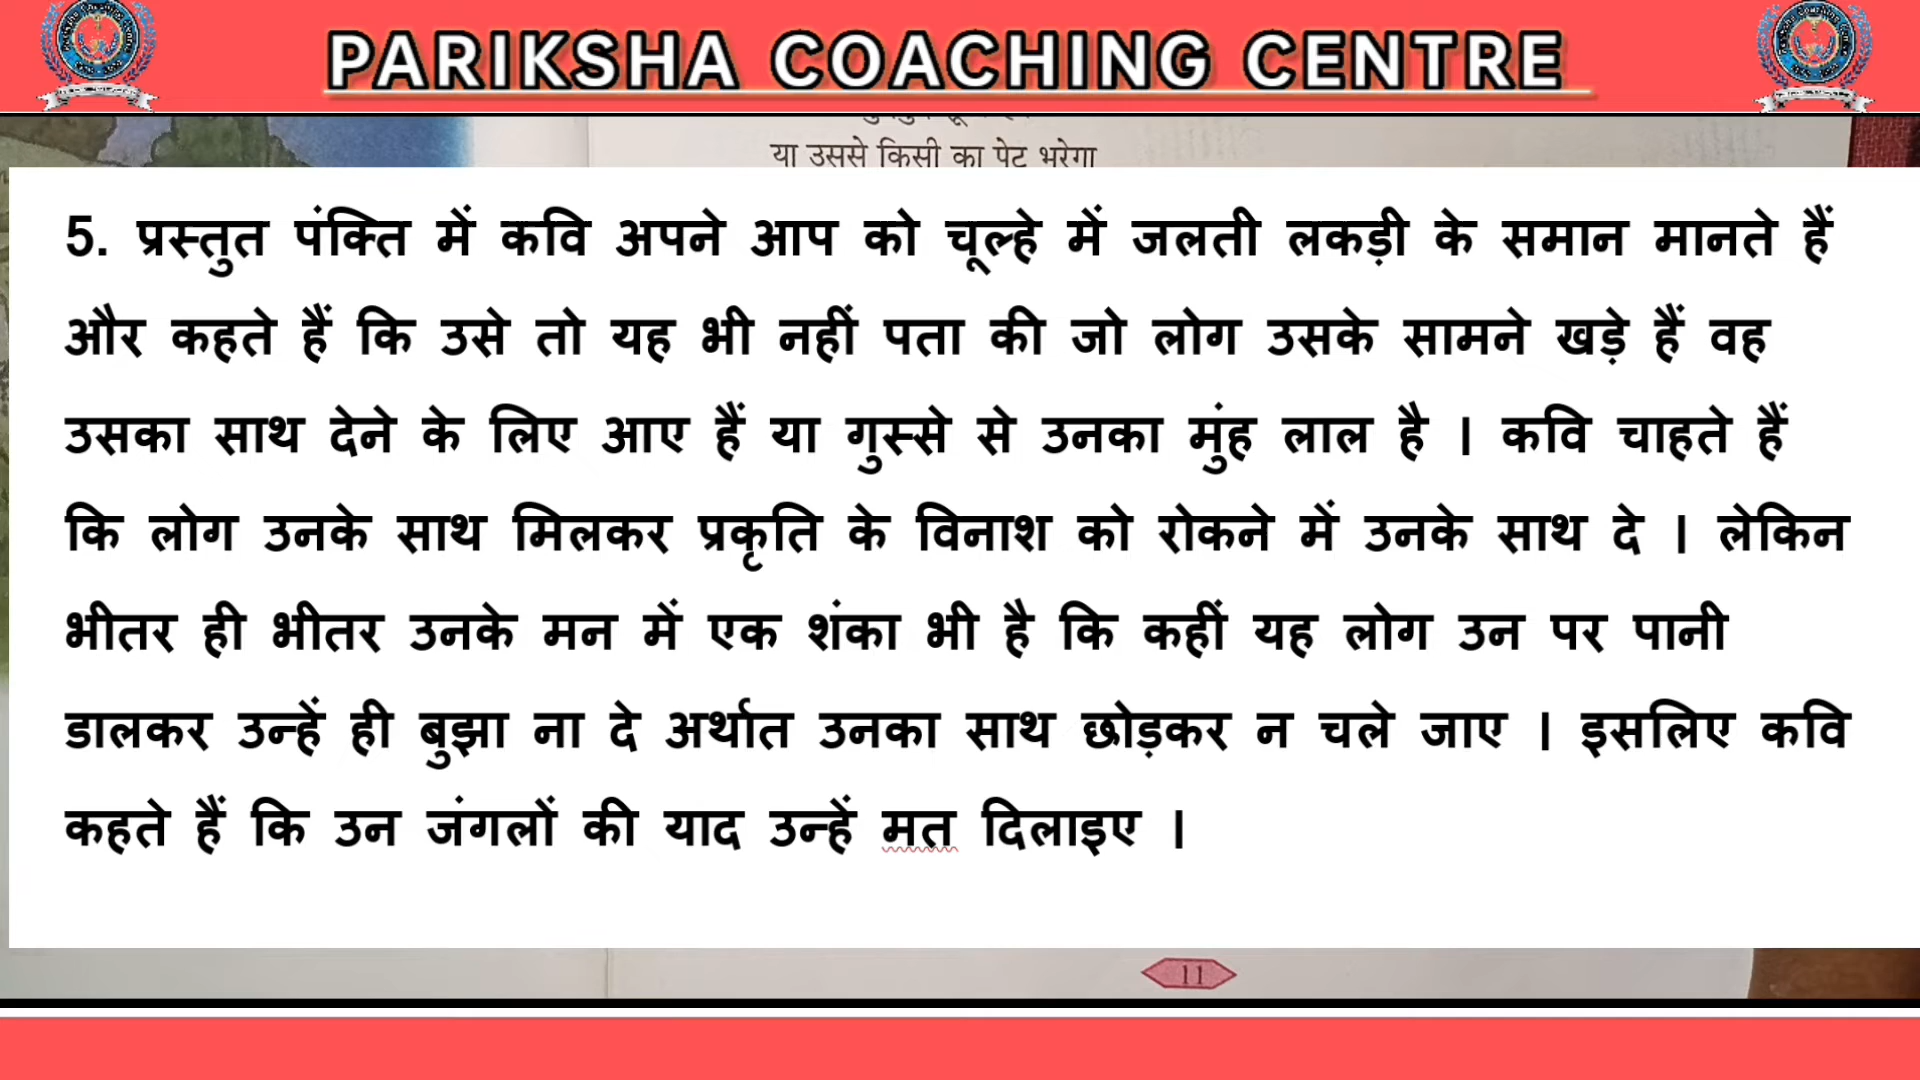 PARIKSHA COACHING CENTRE
या उससे किसी का पेट भरेगा
5. प्रस्तुत पंक्ति में कवि अपने आप को चूल्हे में जलती लकड़ी के समान मानते हैं
और कहते हैं कि उसे तो यह भी नहीं पता की जो लोग उसके सामने खड़े हैं वह
उसका साथ देने के लिए आए हैं या गुस्से से उनका मुंह लाल है । कवि चाहते हैं
कि लोग उनके साथ मिलकर प्रकृति के विनाश को रोकने में उनके साथ दे । लेकिन
भीतर ही भीतर उनके मन में एक शंका भी है कि कहीं यह लोग उन पर पानी
डालकर उन्हें ही बुझा ना दे अर्थात उनका साथ छोड़कर न चले जाए । इसलिए कवि
कहते हैं कि उन जंगलों की याद उन्हें मत दिलाइए ।
11